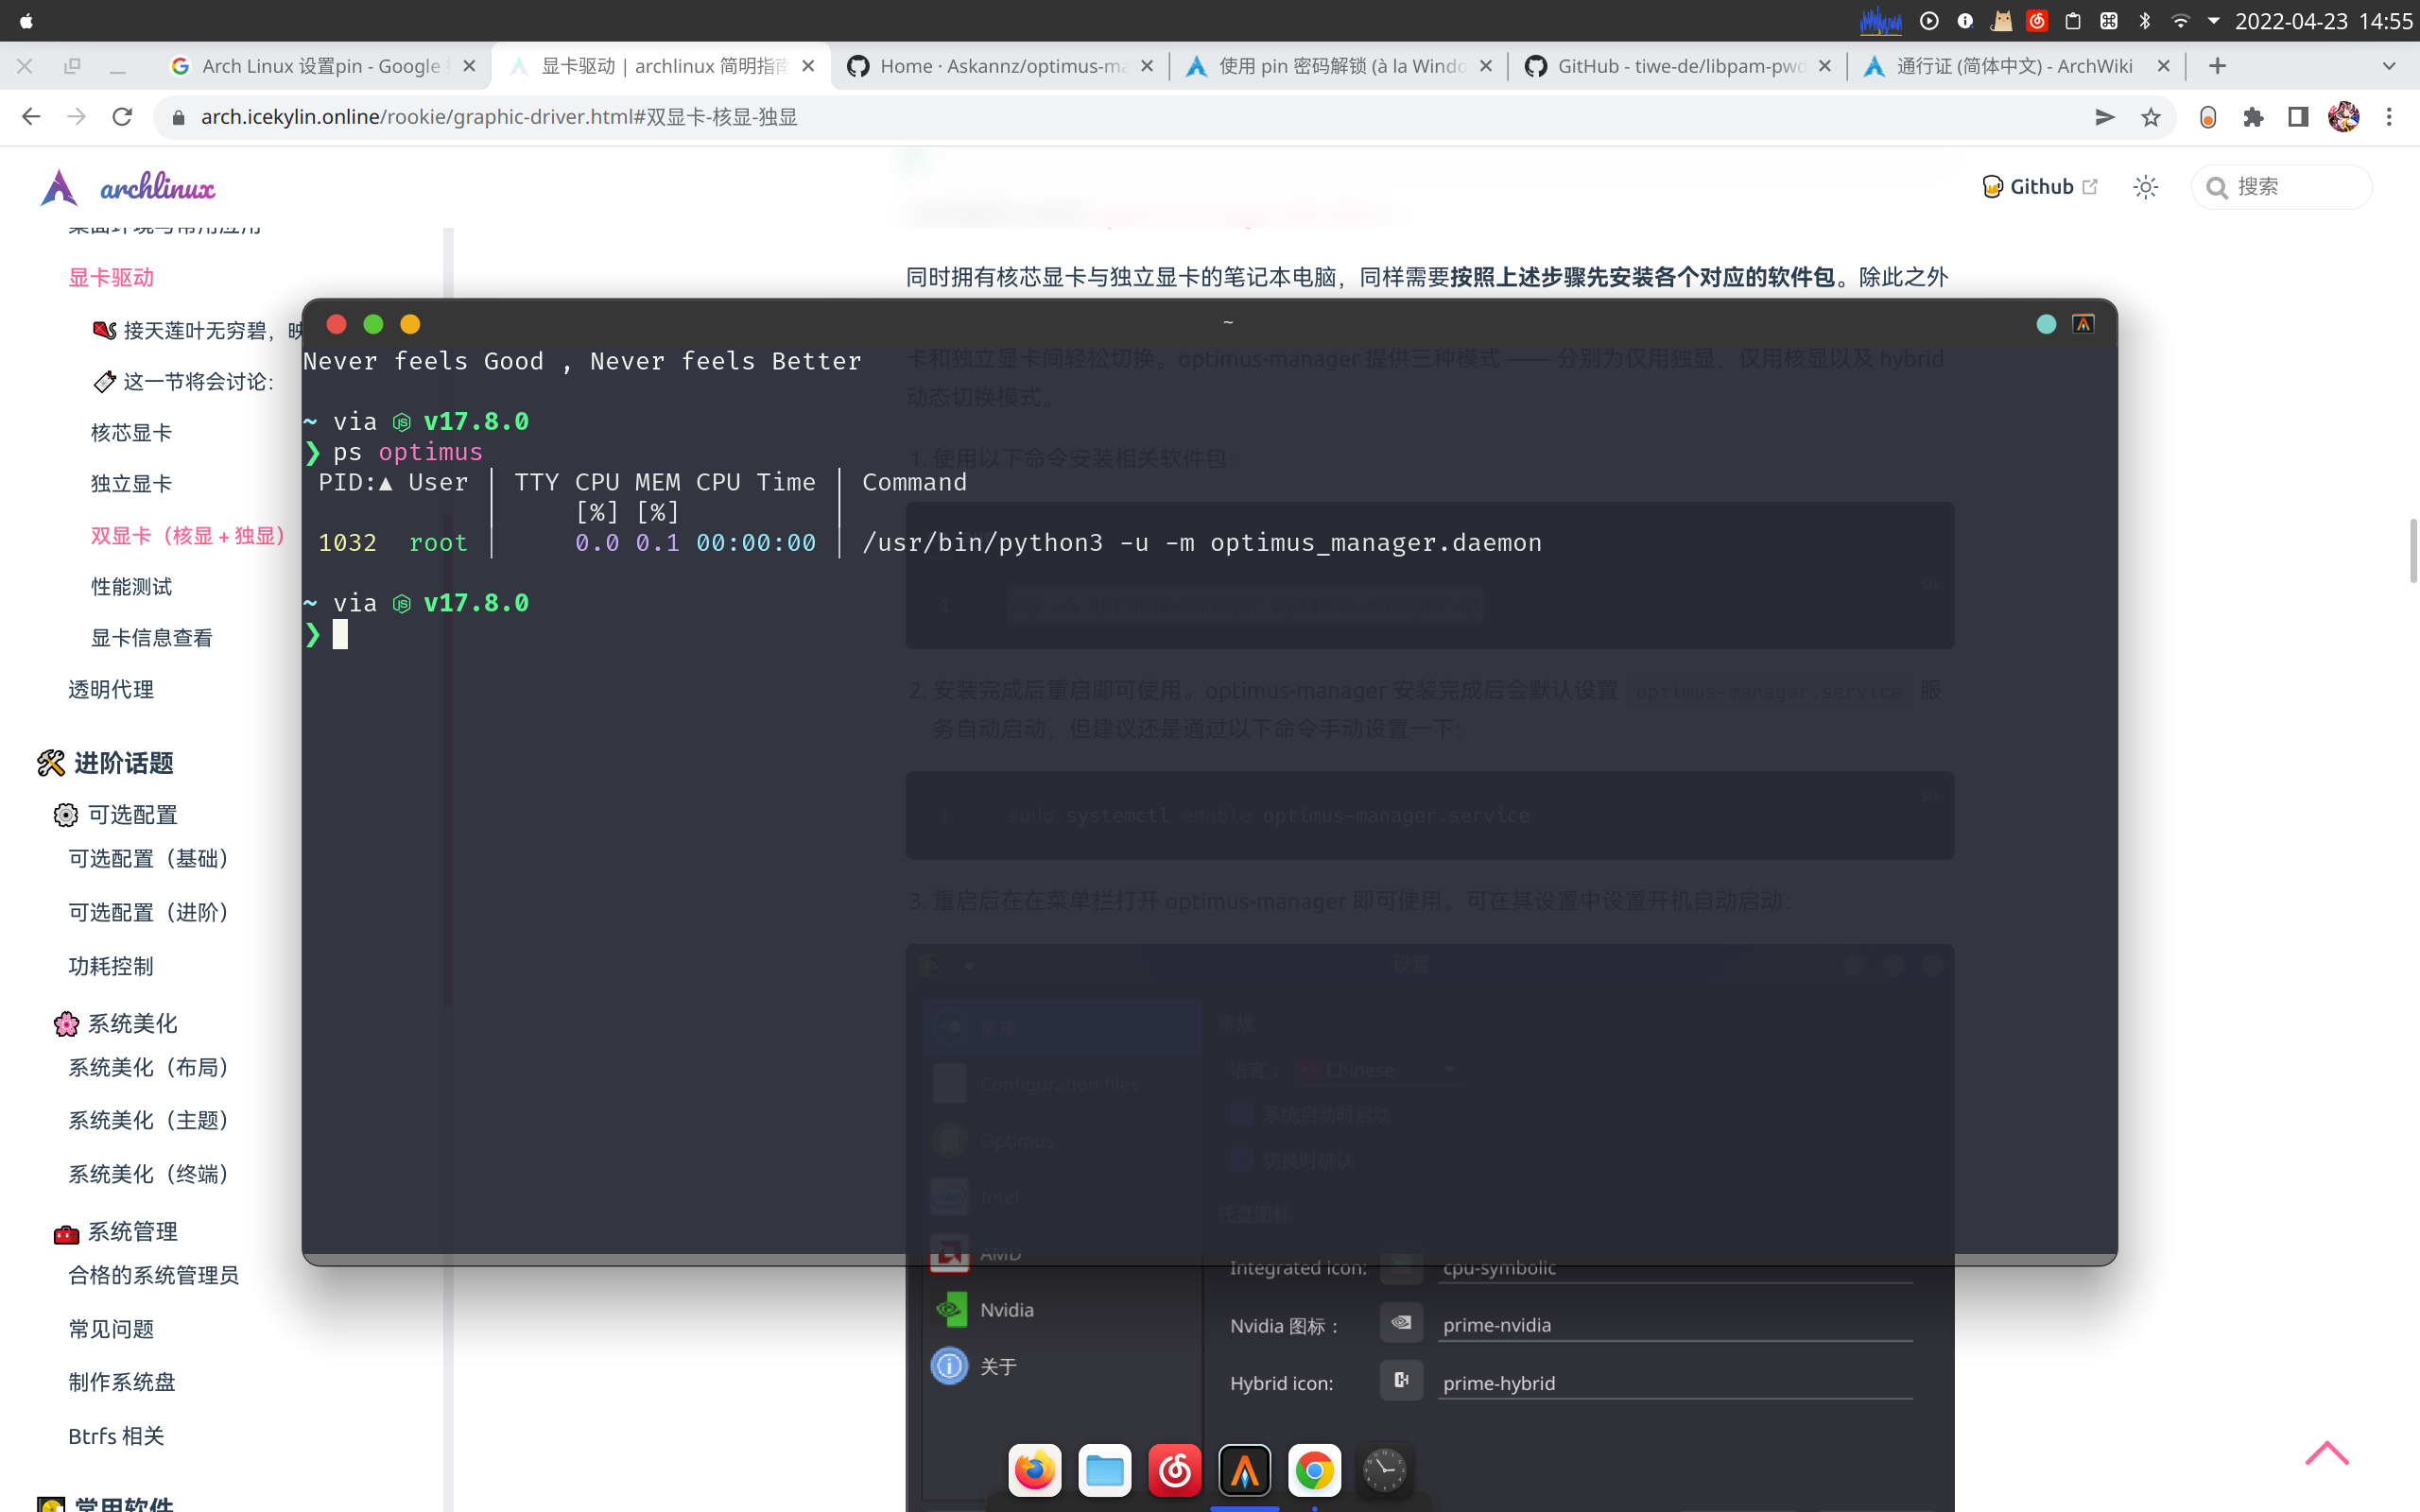 2022-04-23 14:55
Arch Linux 设置pin - Google
显卡驱动 | archlinux 简明指南
Home · Askannz/optimus-ma
使用 pin 密码解锁 (à la Windo
GitHub - tiwe-de/libpam-pwd
通行证 (简体中文) - ArchWiki
arch.icekylin.online/rookie/graphic-driver.html#双显卡-核显-独显
archlinux
Github
搜索
桌面环境与常用应用
显卡驱动
接天莲叶无穷碧，映
这一节将会讨论：
核芯显卡
独立显卡
双显卡（核显 + 独显）
性能测试
显卡信息查看
透明代理
进阶话题
可选配置
可选配置（基础）
可选配置（进阶）
功耗控制
系统美化
系统美化（布局）
系统美化（主题）
系统美化（终端）
系统管理
合格的系统管理员
常见问题
制作系统盘
Btrfs 相关
常用软件
同时拥有核芯显卡与独立显卡的笔记本电脑，同样需要按照上述步骤先安装各个对应的软件包。除此之外
~
Never feels Good , Never feels Better
~ via v17.8.0
❯ ps optimus
PID:▲ User │ TTY CPU MEM CPU Time │ Command
[%] [%]
1032 root │ 0.0 0.1 00:00:00 │ /usr/bin/python3 -u -m optimus_manager.daemon
~ via v17.8.0
❯
卡和独立显卡间轻松切换。optimus-manager 提供三种模式 —— 分别为仅用独显、仅用核显以及 hybrid
动态切换模式。
1. 使用以下命令安装相关软件包：
sh
1 yay -S optimus-manager optimus-manager-qt
2. 安装完成后重启即可使用。optimus-manager 安装完成后会默认设置 optimus-manager.service 服
务自动启动，但建议还是通过以下命令手动设置一下：
sh
1 sudo systemctl enable optimus-manager.service
3. 重启后在在菜单栏打开 optimus-manager 即可使用。可在其设置中设置开机自动启动：
设置
常规
Configuration files
Optimus
Intel
AMD
Nvidia
关于
常规
语言： Chinese
系统启动时启动
切换时确认
托盘图标
Integrated icon: cpu-symbolic
Nvidia 图标： prime-nvidia
Hybrid icon: prime-hybrid